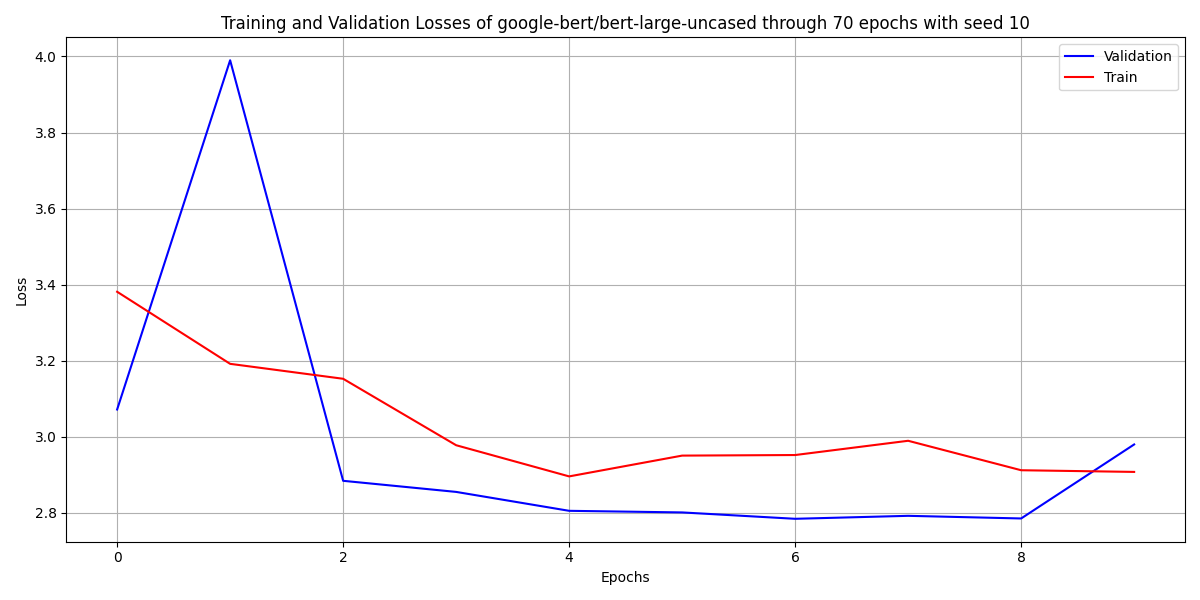 Training and Validation Losses of google-bert/bert-large-uncased through 70 epochs with seed 10
Validation
Train
4.0
3.8
3.6
3.4
3.2
3.0
2.8
Loss
0 2 4 6 8
Epochs